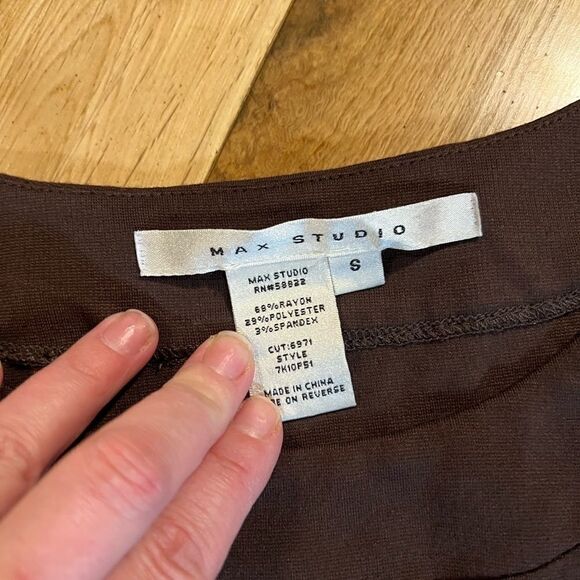 MAX STUDIO
S
MAX STUDIO
RN#58822
68%RAYON
29%POLYESTER
3%SPANDEX
CUT:6971
STYLE
7K10F51
MADE IN CHINA
ON REVERSE